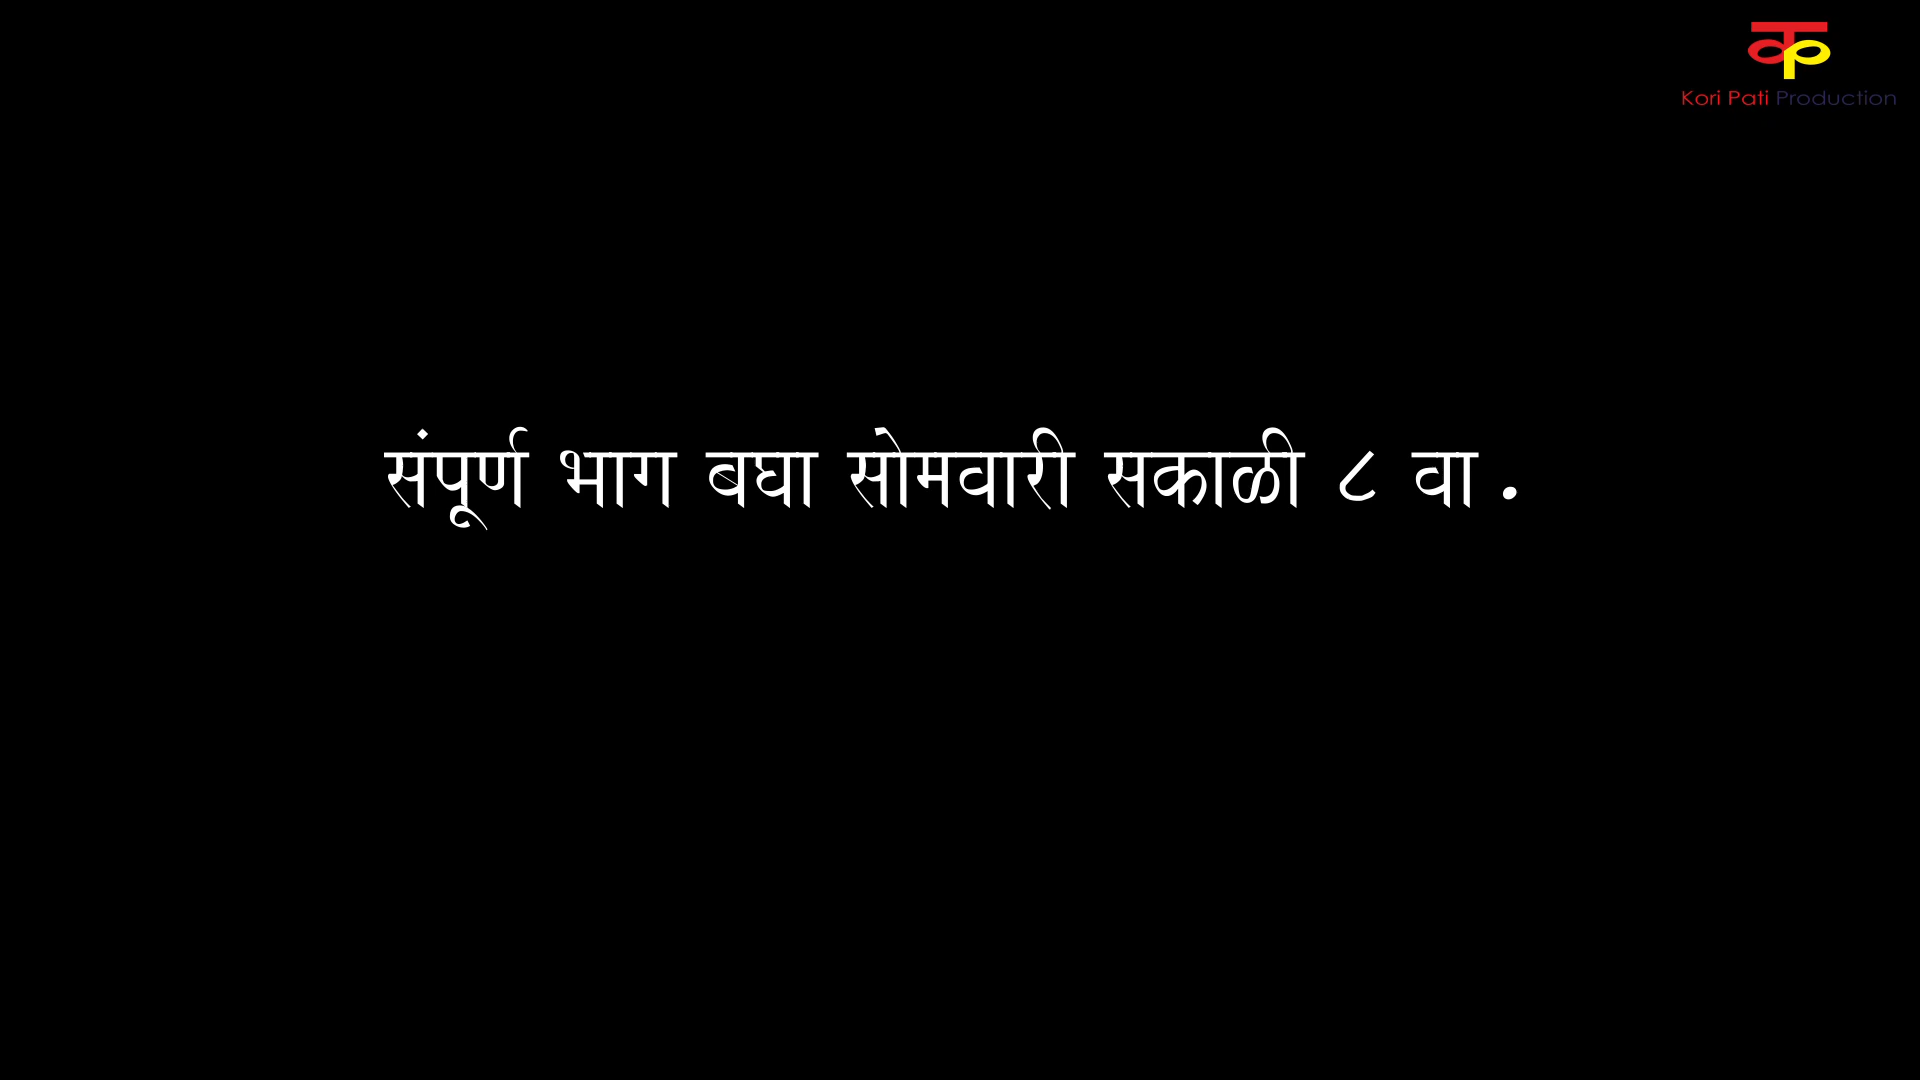 Kori Pati Production
संपूर्ण भाग बघा सोमवारी सकाळी ८ वा.